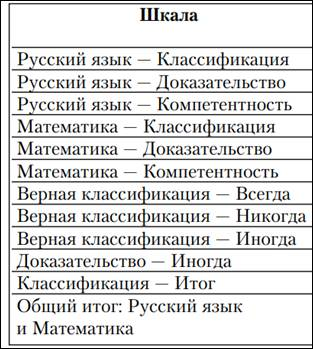 Шкала
Русский язык — Классификация
Русский язык — Доказательство
Русский язык — Компетентность
Математика — Классификация
Математика — Доказательство
Математика — Компетентность
Верная классификация — Всегда
Верная классификация — Никогда
Верная классификация — Иногда
Доказательство — Иногда
Классификация — Итог
Общий итог: Русский язык
и Математика